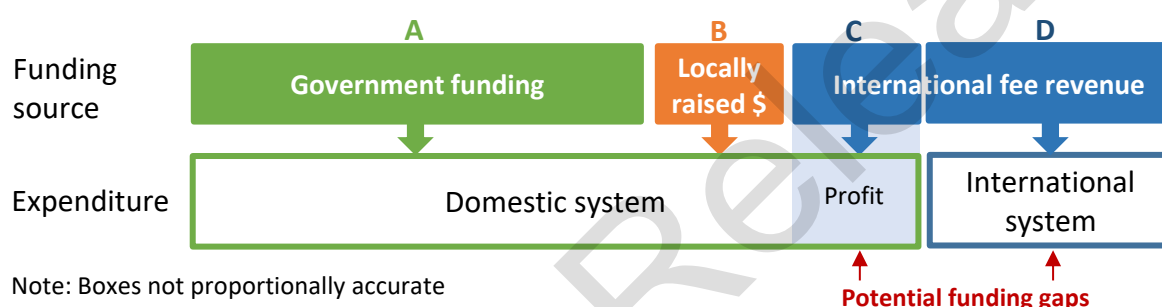 A B C D
Funding source
Government funding
Locally raised $
International fee revenue
Expenditure
Domestic system
Profit
International system
Note: Boxes not proportionally accurate
Potential funding gaps
Relea